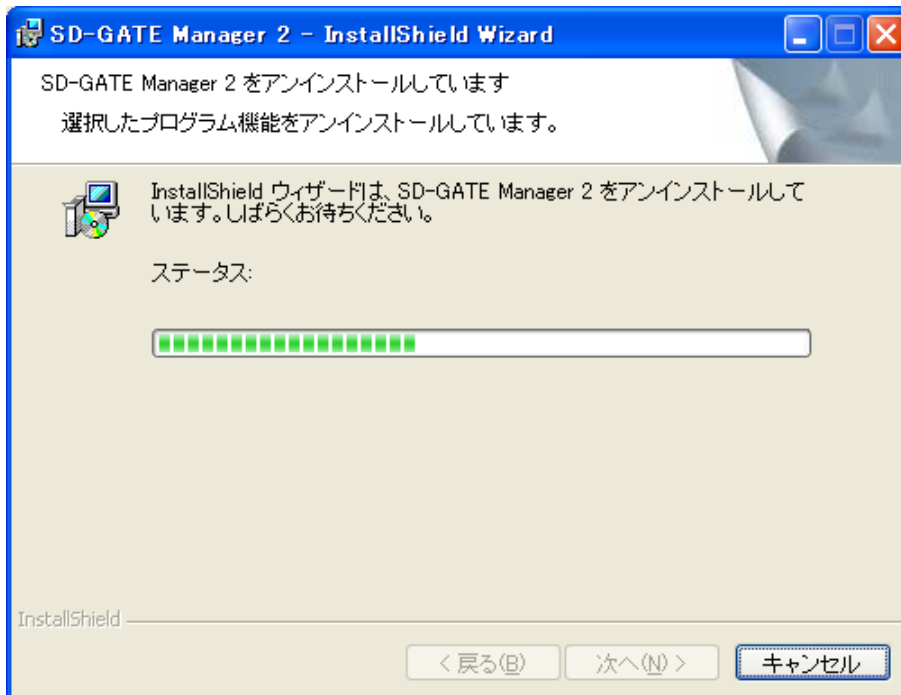 SD-GATE Manager 2 - InstallShield Wizard
SD-GATE Manager 2 をアンインストールしています
選択したプログラム機能をアンインストールしています。
InstallShield ウィザードは、SD-GATE Manager 2 をアンインストールして
います。しばらくお待ちください。
ステータス:
InstallShield
< 戻る(B)
次へ(N) >
キャンセル